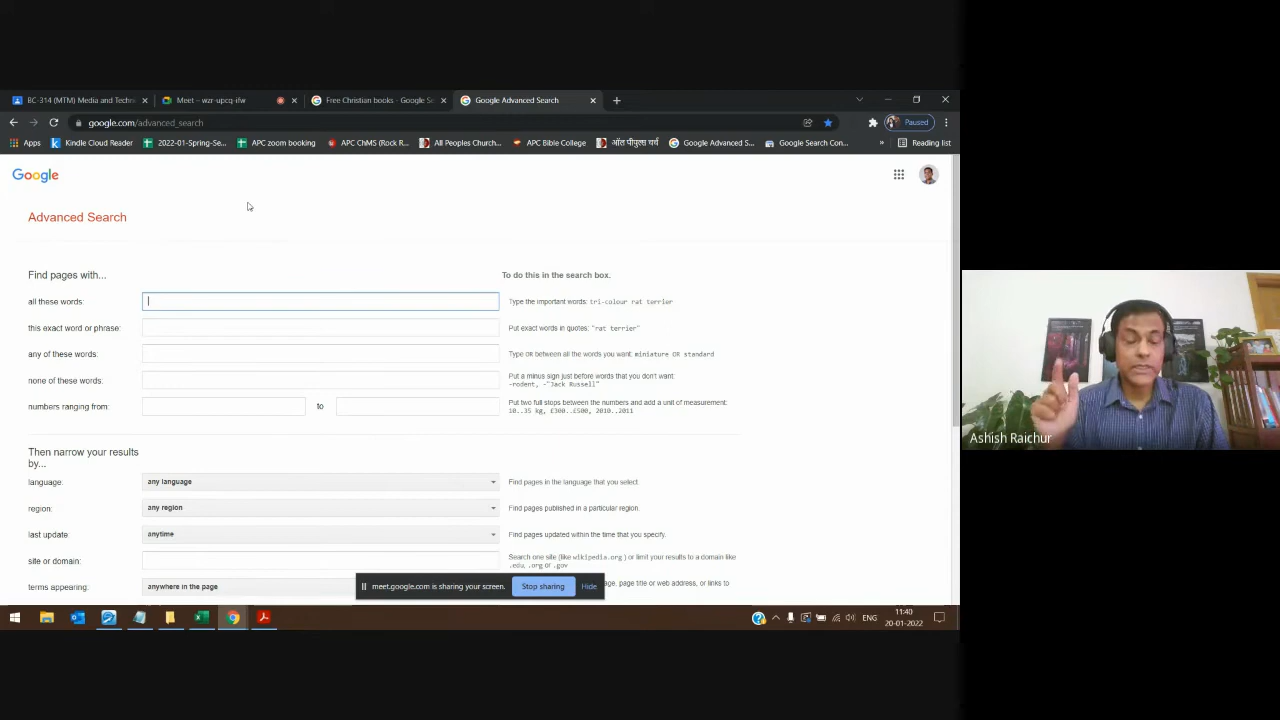 BC-314 (MTM) Media and Techni
Meet – wzr-upcq-ifw
Free Christian books - Google Se
Google Advanced Search
google.com/advanced_search
Paused
Apps
Kindle Cloud Reader
2022-01-Spring-Se...
APC zoom booking
APC ChMS (Rock R...
All Peoples Church...
APC Bible College
ऑल पीपुल्स चर्च
Google Advanced S...
Google Search Con...
»
Reading list
Google
Advanced Search
Find pages with...
To do this in the search box.
all these words:
Type the important words: tri-colour rat terrier
this exact word or phrase:
Put exact words in quotes: "rat terrier"
any of these words:
Type OR between all the words you want: miniature OR standard
none of these words:
Put a minus sign just before words that you don't want:
-rodent, -"Jack Russell"
numbers ranging from:
to
Put two full stops between the numbers and add a unit of measurement:
10..35 kg, £300..£500, 2010..2011
Then narrow your results
by...
language:
any language
Find pages in the language that you select.
region:
any region
Find pages published in a particular region.
last update:
anytime
Find pages updated within the time that you specify.
site or domain:
Search one site (like wikipedia.org ) or limit your results to a domain like
.edu, .org or .gov
terms appearing:
anywhere in the page
page, page title or web address, or links to
meet.google.com is sharing your screen.
Stop sharing
Hide
ENG
11:40
20-01-2022
Ashish Raichur